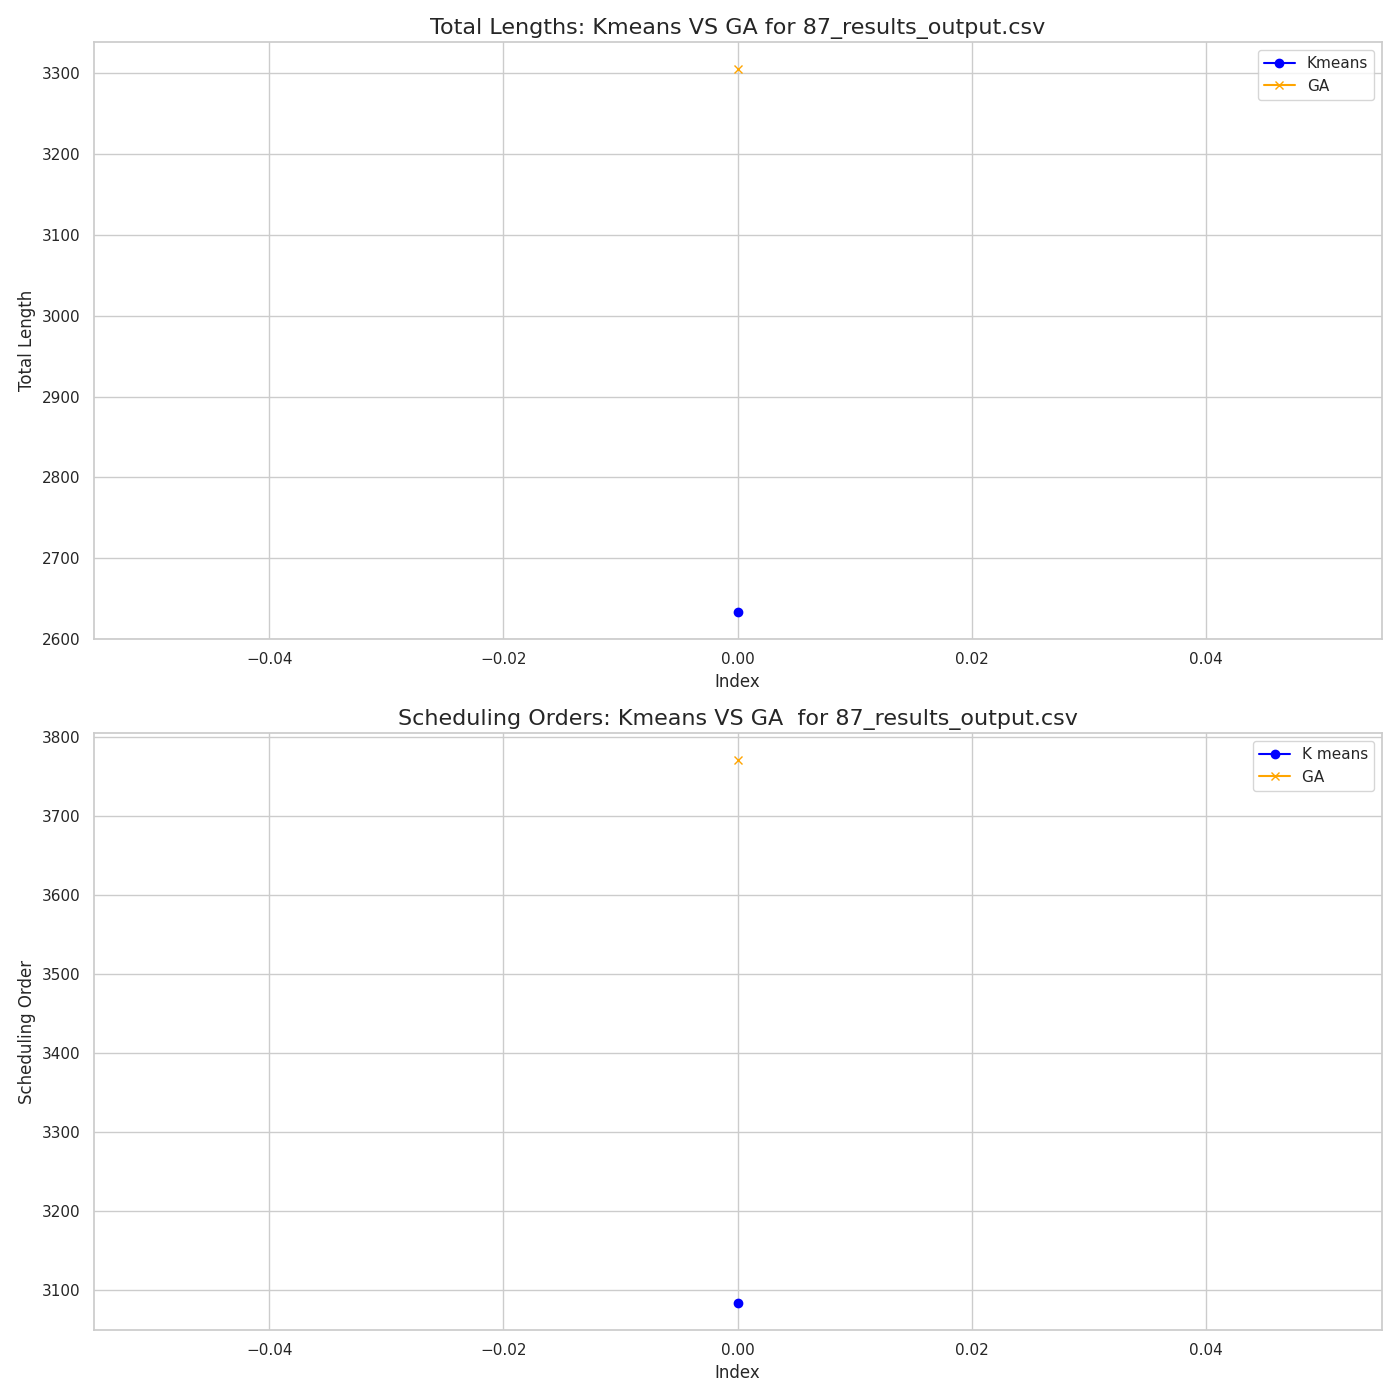 Total Lengths: Kmeans VS GA for 87_results_output.csv
Kmeans
GA
3300
3200
3100
3000
2900
2800
2700
2600
Total Length
−0.04
−0.02
0.00
0.02
0.04
Index
Scheduling Orders: Kmeans VS GA  for 87_results_output.csv
K means
GA
3800
3700
3600
3500
3400
3300
3200
3100
Scheduling Order
−0.04
−0.02
0.00
0.02
0.04
Index